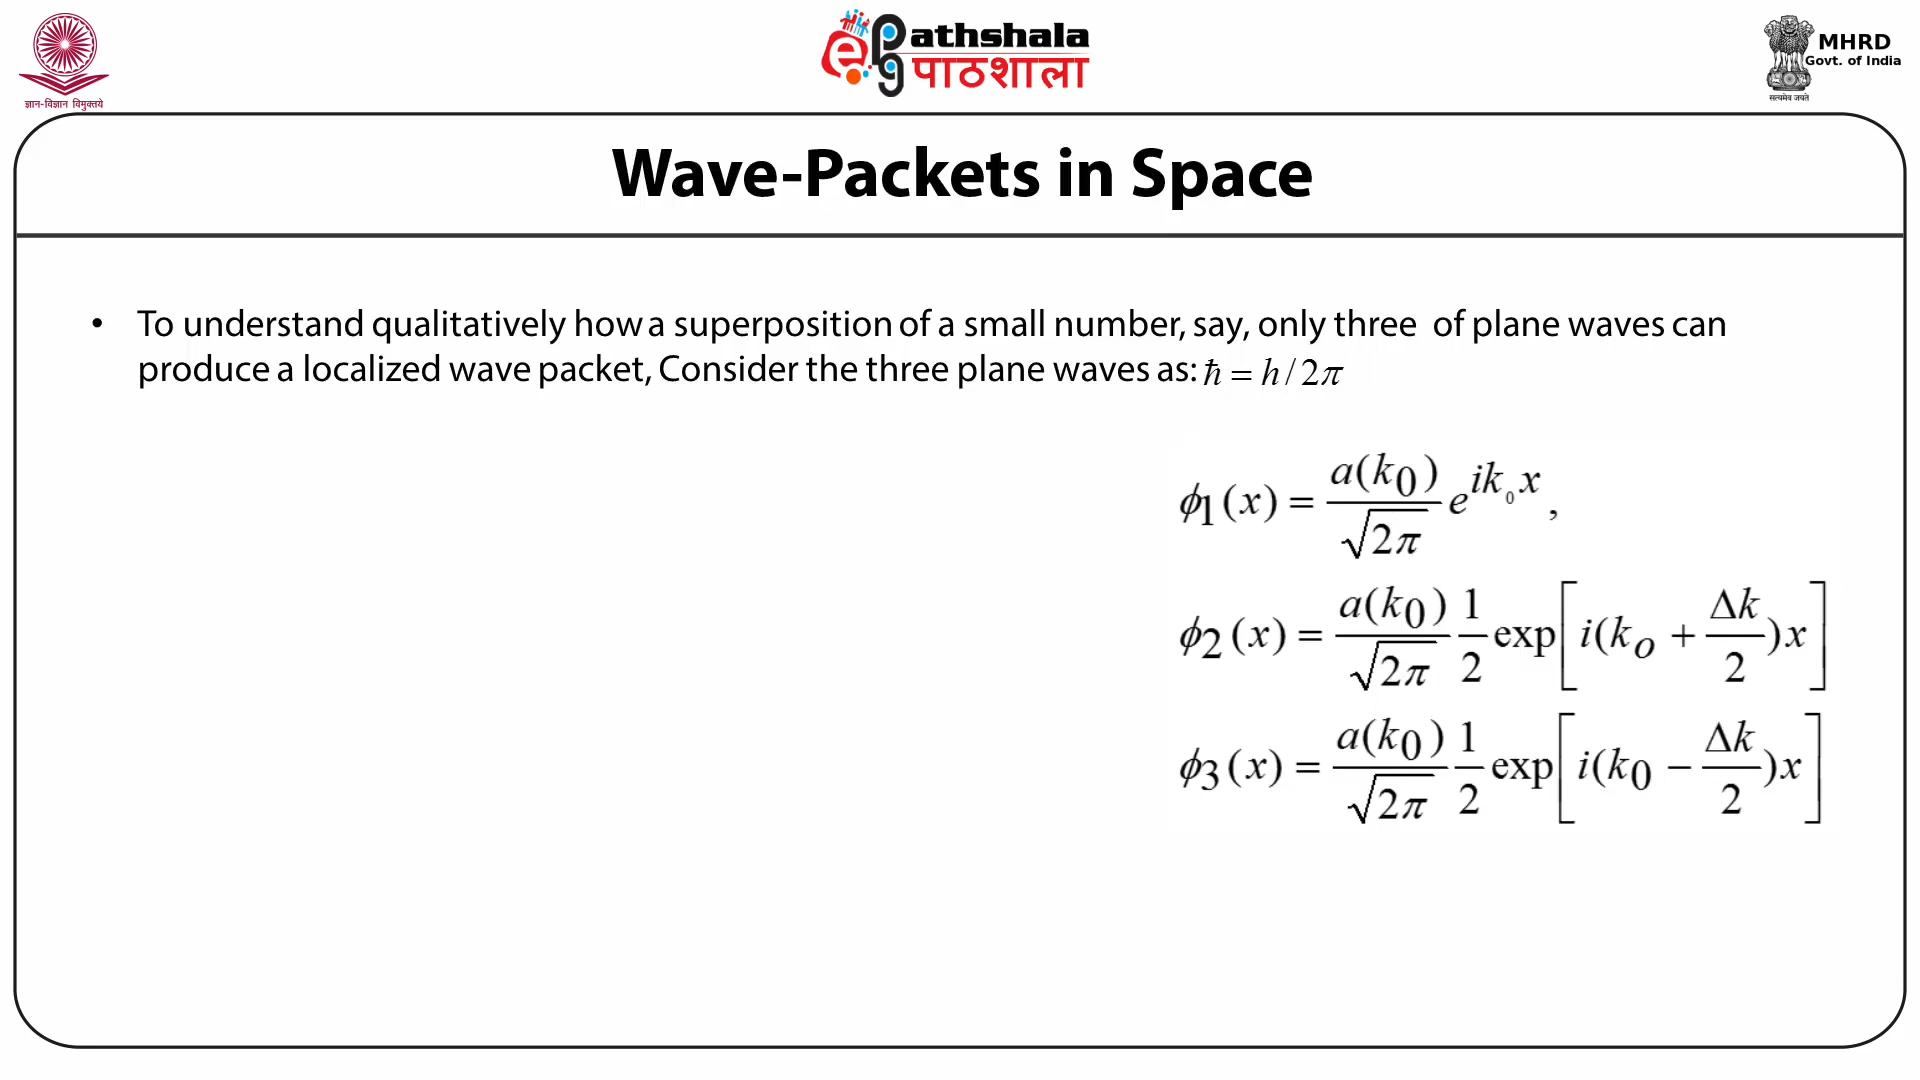 ज्ञान-विज्ञान विमुक्तये
Pathshala
पाठशाला
MHRD
Govt. of India
सत्यमेव जयते
Wave-Packets in Space
• To understand qualitatively how a superposition of a small number, say, only three of plane waves can
produce a localized wave packet, Consider the three plane waves as: ℏ = h / 2π
ϕ₁(x) = a(k₀)/√2π e^{ik₀x},
ϕ₂(x) = a(k₀)/√2π 1/2 exp[i(kₒ + Δk/2)x]
ϕ₃(x) = a(k₀)/√2π 1/2 exp[i(k₀ − Δk/2)x]